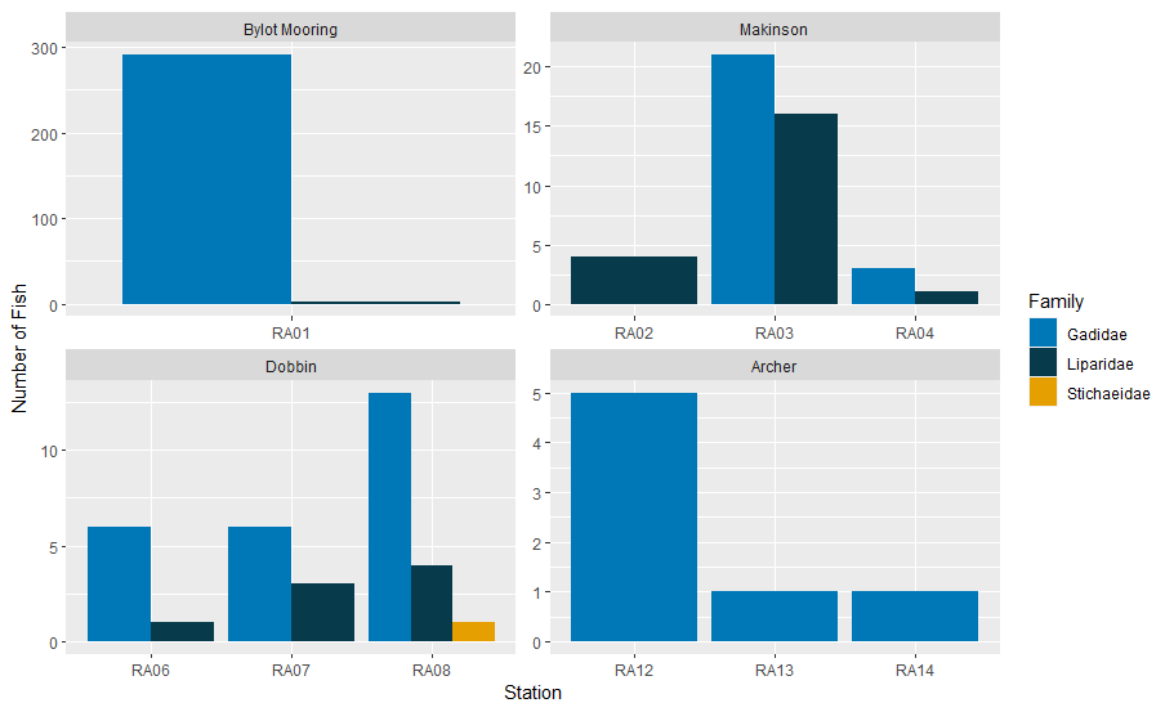 Bylot Mooring
Makinson
300
200
100
0
20
15
10
5
0
RA01
RA02 RA03 RA04
Number of Fish
Dobbin
Archer
10
5
0
5
4
3
2
1
0
RA06 RA07 RA08
RA12 RA13 RA14
Station
Family
Gadidae
Liparidae
Stichaeidae